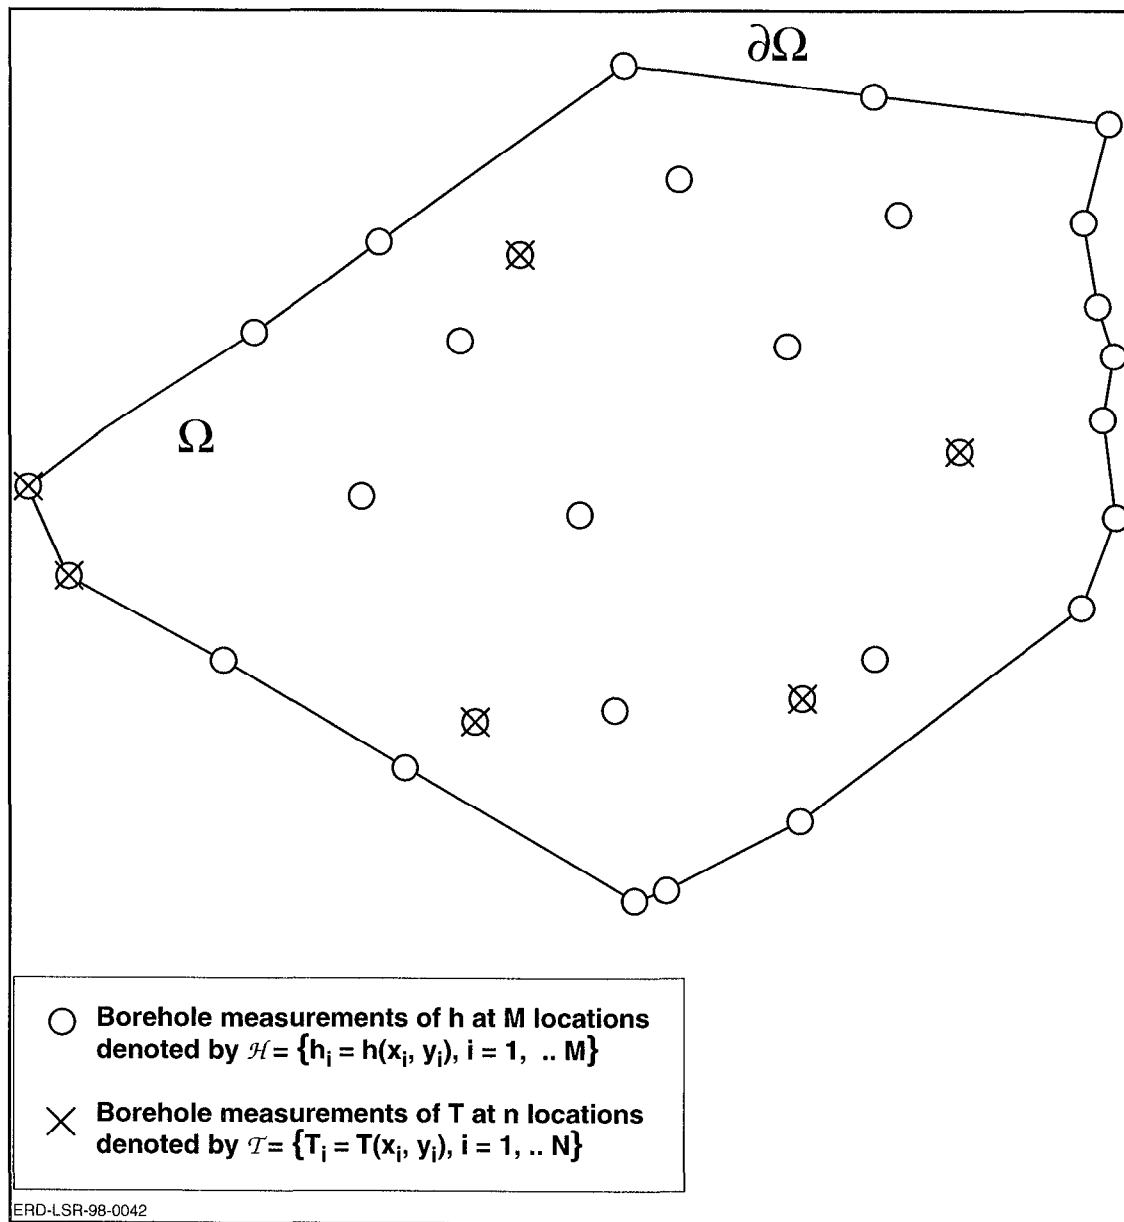 ∂Ω
Ω
Borehole measurements of h at M locations
denoted by ℋ = {hᵢ = h(xᵢ, yᵢ), i = 1, .. M}
Borehole measurements of T at n locations
denoted by 𝒯 = {Tᵢ = T(xᵢ, yᵢ), i = 1, .. N}
ERD-LSR-98-0042